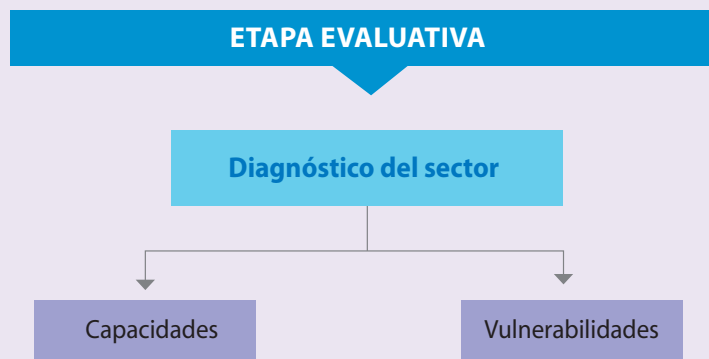 ETAPA EVALUATIVA
Diagnóstico del sector
Capacidades
Vulnerabilidades